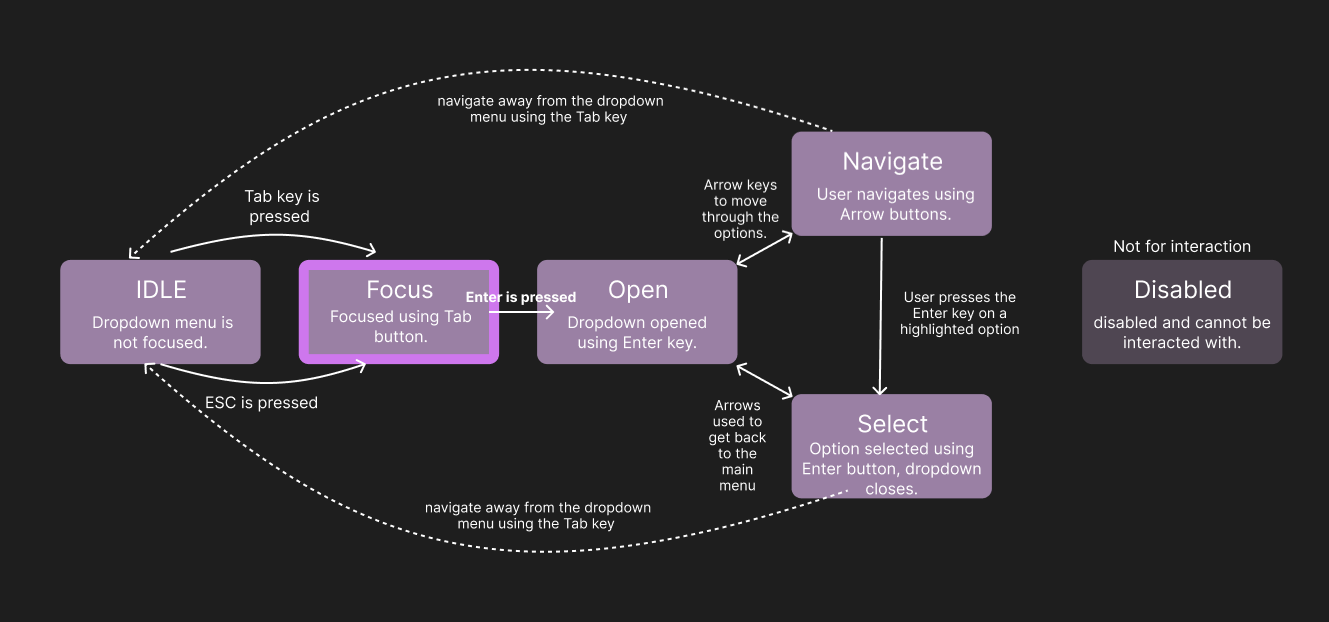 navigate away from the dropdown
menu using the Tab key
Navigate
User navigates using
Arrow buttons.
Arrow keys
to move
through the
options.
Tab key is
pressed
Not for interaction
IDLE
Dropdown menu is
not focused.
Focus
Focused using Tab
button.
Enter is pressed
Open
Dropdown opened
using Enter key.
User presses the
Enter key on a
highlighted option
Disabled
disabled and cannot be
interacted with.
ESC is pressed
Arrows
used to
get back
to the
main
menu
Select
Option selected using
Enter button, dropdown
closes.
navigate away from the dropdown
menu using the Tab key